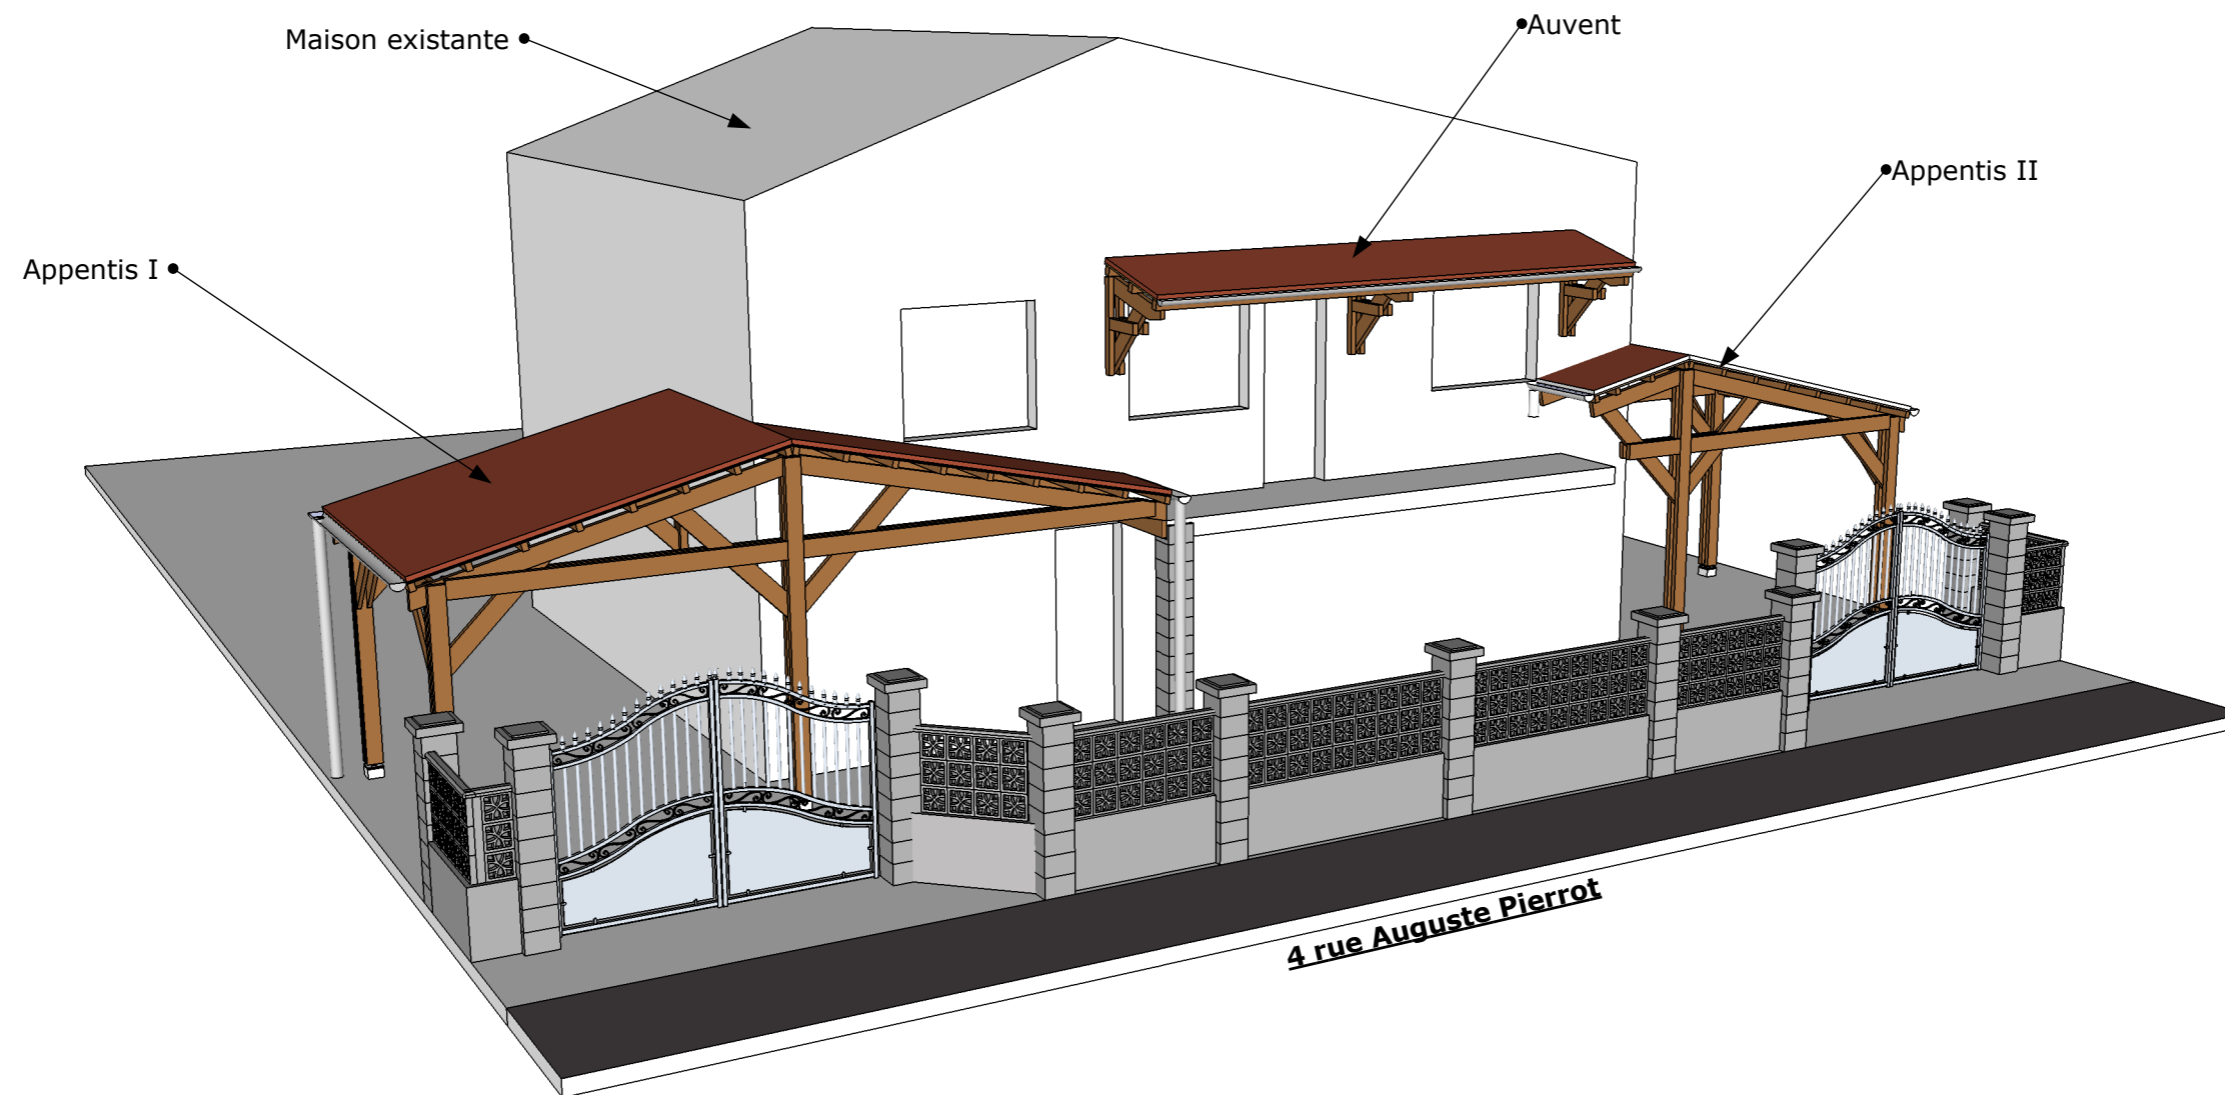 Maison existante
Auvent
Appentis II
Appentis I
4 rue Auguste Pierrot